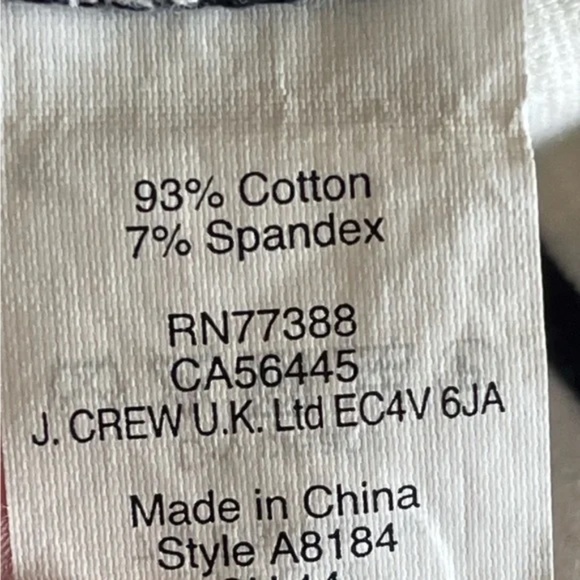 93% Cotton
7% Spandex
RN77388
CA56445
J. CREW U.K. Ltd EC4V 6JA
Made in China
Style A8184